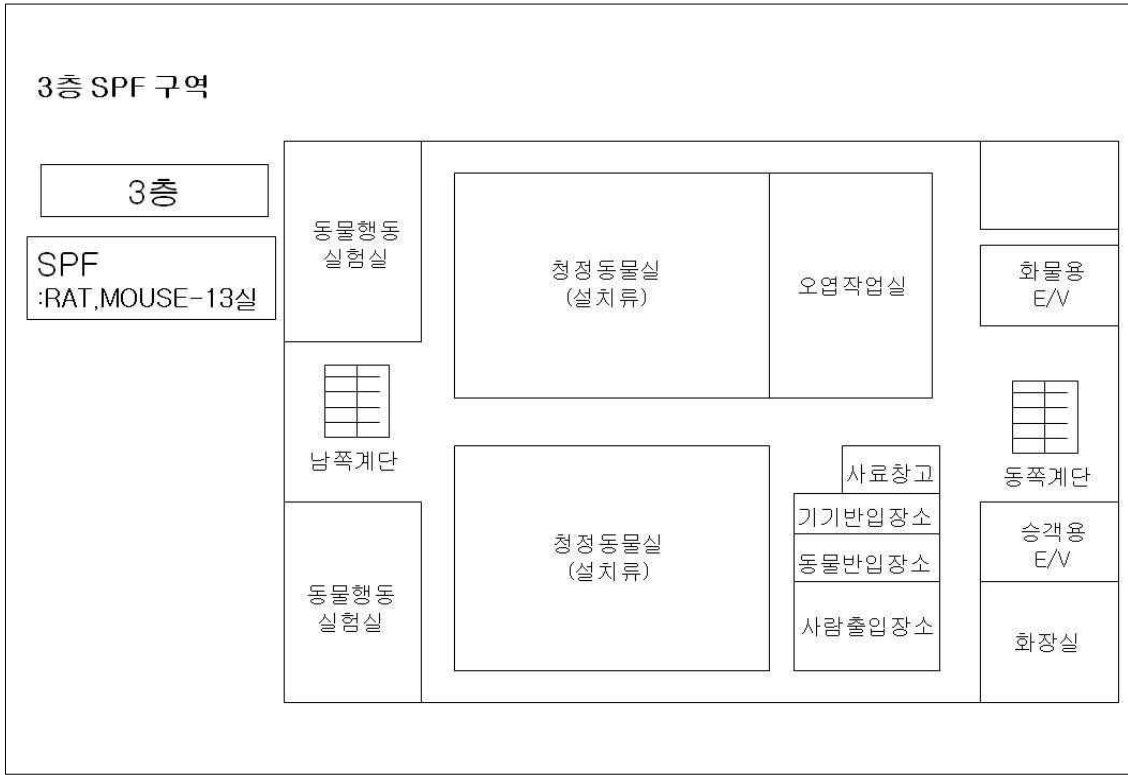 3층 SPF 구역
3층
SPF
:RAT,MOUSE-13실
동물행동
실험실
청정동물실
(설치류)
오엽작업실
화물용
E/V
남쪽계단
동쪽계단
사료창고
기기반입장소
동물반입장소
사람출입장소
청정동물실
(설치류)
동물행동
실험실
승객용
E/V
화장실